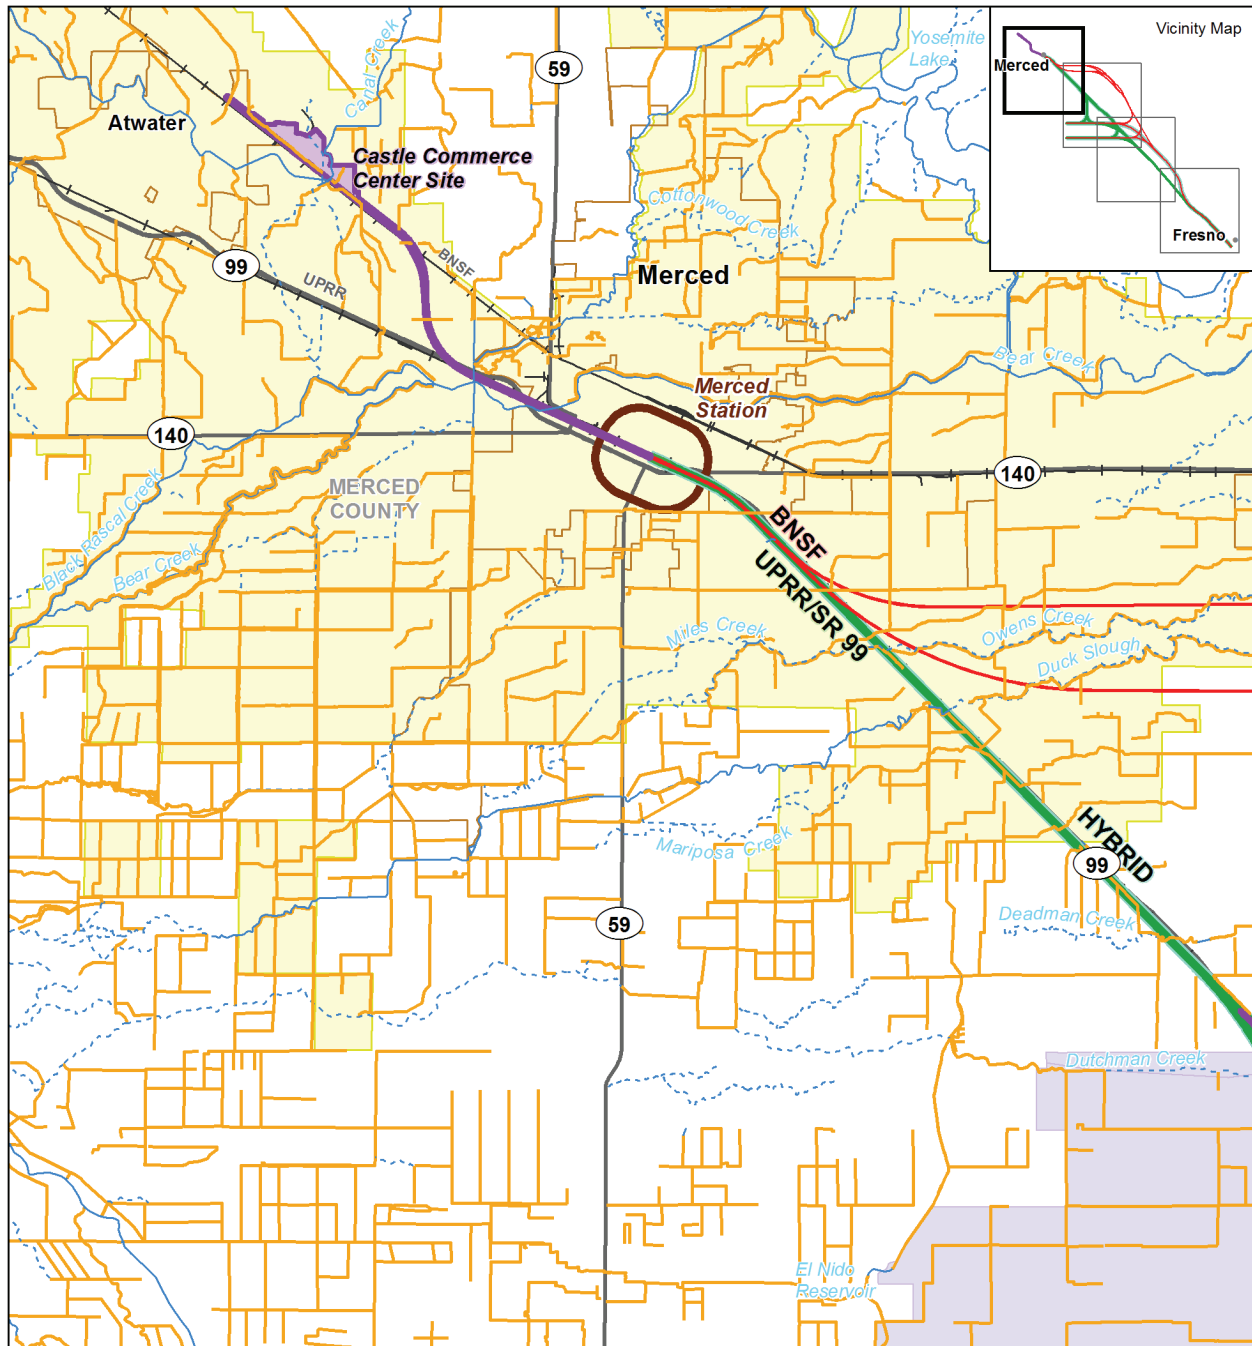 Vicinity Map
Merced
Fresno
Yosemite
Lake
59
Canal Creek
Atwater
Castle Commerce
Center Site
Cottonwood Creek
99
UPRR
BNSF
Merced
Bear Creek
Merced
Station
140
140
MERCED
COUNTY
Black Rascal Creek
Bear Creek
BNSF
UPRR/SR 99
Miles Creek
Owens Creek
Duck Slough
HYBRID
99
Mariposa Creek
59
Deadman Creek
Dutchman Creek
El Nido
Reservoir